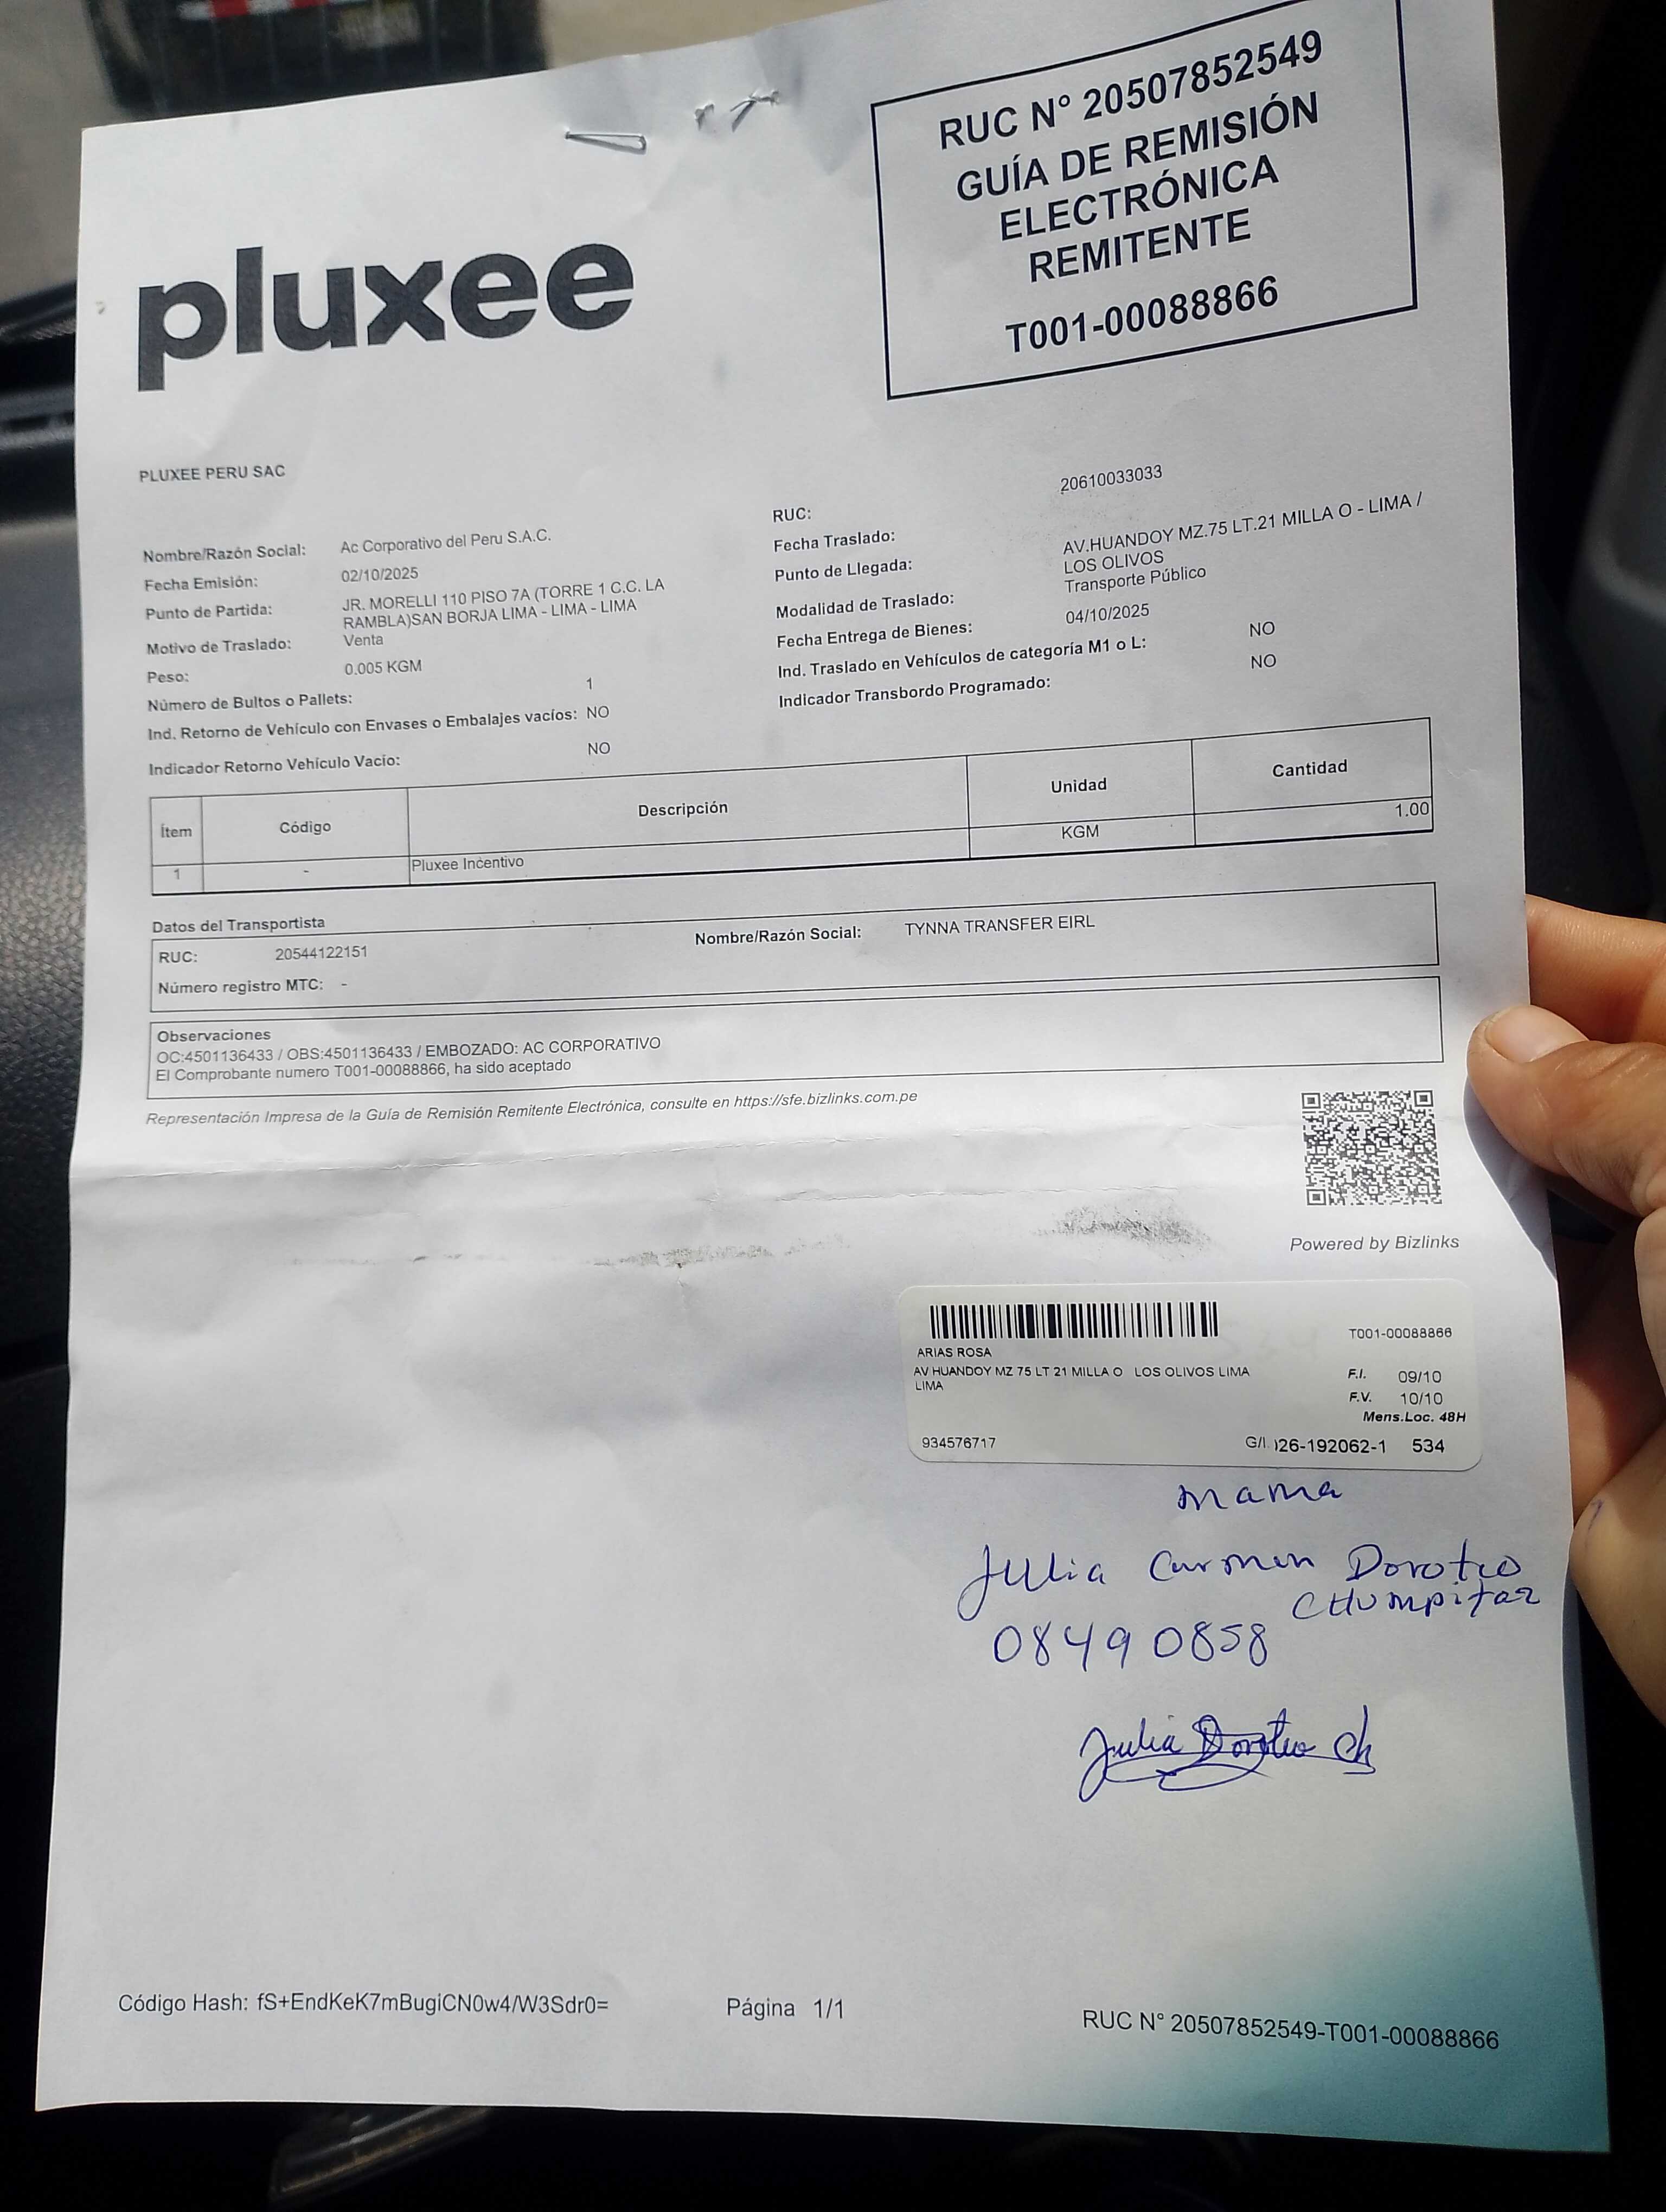 RUC N° 20507852549
GUÍA DE REMISIÓN
ELECTRÓNICA
REMITENTE
T001-00088866
pluxee
PLUXEE PERU SAC
Nombre/Razón Social: Ac Corporativo del Peru S.A.C.
Fecha Emisión: 02/10/2025
Punto de Partida: JR. MORELLI 110 PISO 7A (TORRE 1 C.C. LA
RAMBLA)SAN BORJA LIMA - LIMA - LIMA
Motivo de Traslado: Venta
Peso: 0.005 KGM
Número de Bultos o Pallets: 1
Ind. Retorno de Vehículo con Envases o Embalajes vacíos: NO
Indicador Retorno Vehículo Vacio: NO
RUC: 20610033033
Fecha Traslado:
Punto de Llegada: AV.HUANDOY MZ.75 LT.21 MILLA O - LIMA /
LOS OLIVOS
Modalidad de Traslado: Transporte Público
Fecha Entrega de Bienes: 04/10/2025
Ind. Traslado en Vehículos de categoría M1 o L: NO
Indicador Transbordo Programado: NO
Ítem Código Descripción Unidad Cantidad
1 - Pluxee Incentivo KGM 1.00
Datos del Transportista
RUC: 20544122151 Nombre/Razón Social: TYNNA TRANSFER EIRL
Número registro MTC: -
Observaciones
OC:4501136433 / OBS:4501136433 / EMBOZADO: AC CORPORATIVO
El Comprobante numero T001-00088866, ha sido aceptado
Representación Impresa de la Guía de Remisión Remitente Electrónica, consulte en https://sfe.bizlinks.com.pe
Powered by Bizlinks
T001-00088866
ARIAS ROSA
AV HUANDOY MZ 75 LT 21 MILLA O LOS OLIVOS LIMA
LIMA
F.I. 09/10
F.V. 10/10
Mens.Loc. 48H
934576717 G/I. 26-192062-1 534
mama
Julia Carmen Doroteo
CHUmpitaz
08490858
Julia Doroteo Ch
Código Hash: fS+EndKeK7mBugiCN0w4/W3Sdr0= Página 1/1 RUC N° 20507852549-T001-00088866